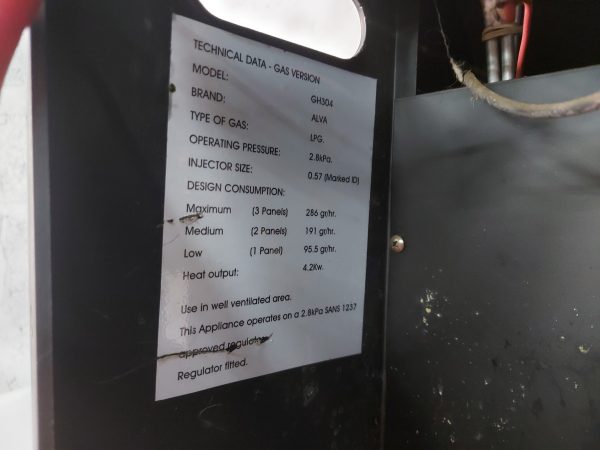 TECHNICAL DATA - GAS VERSION
MODEL: GH304
BRAND: ALVA
TYPE OF GAS: LPG.
OPERATING PRESSURE: 2.8kPa.
INJECTOR SIZE: 0.57 (Marked ID)
DESIGN CONSUMPTION:
Maximum (3 Panels) 286 gr/hr.
Medium (2 Panels) 191 gr/hr.
Low (1 Panel) 95.5 gr/hr.
Heat output: 4.2Kw.
Use in well ventilated area.
This Appliance operates on a 2.8kPa SANS 1237
approved regulator
Regulator fitted.